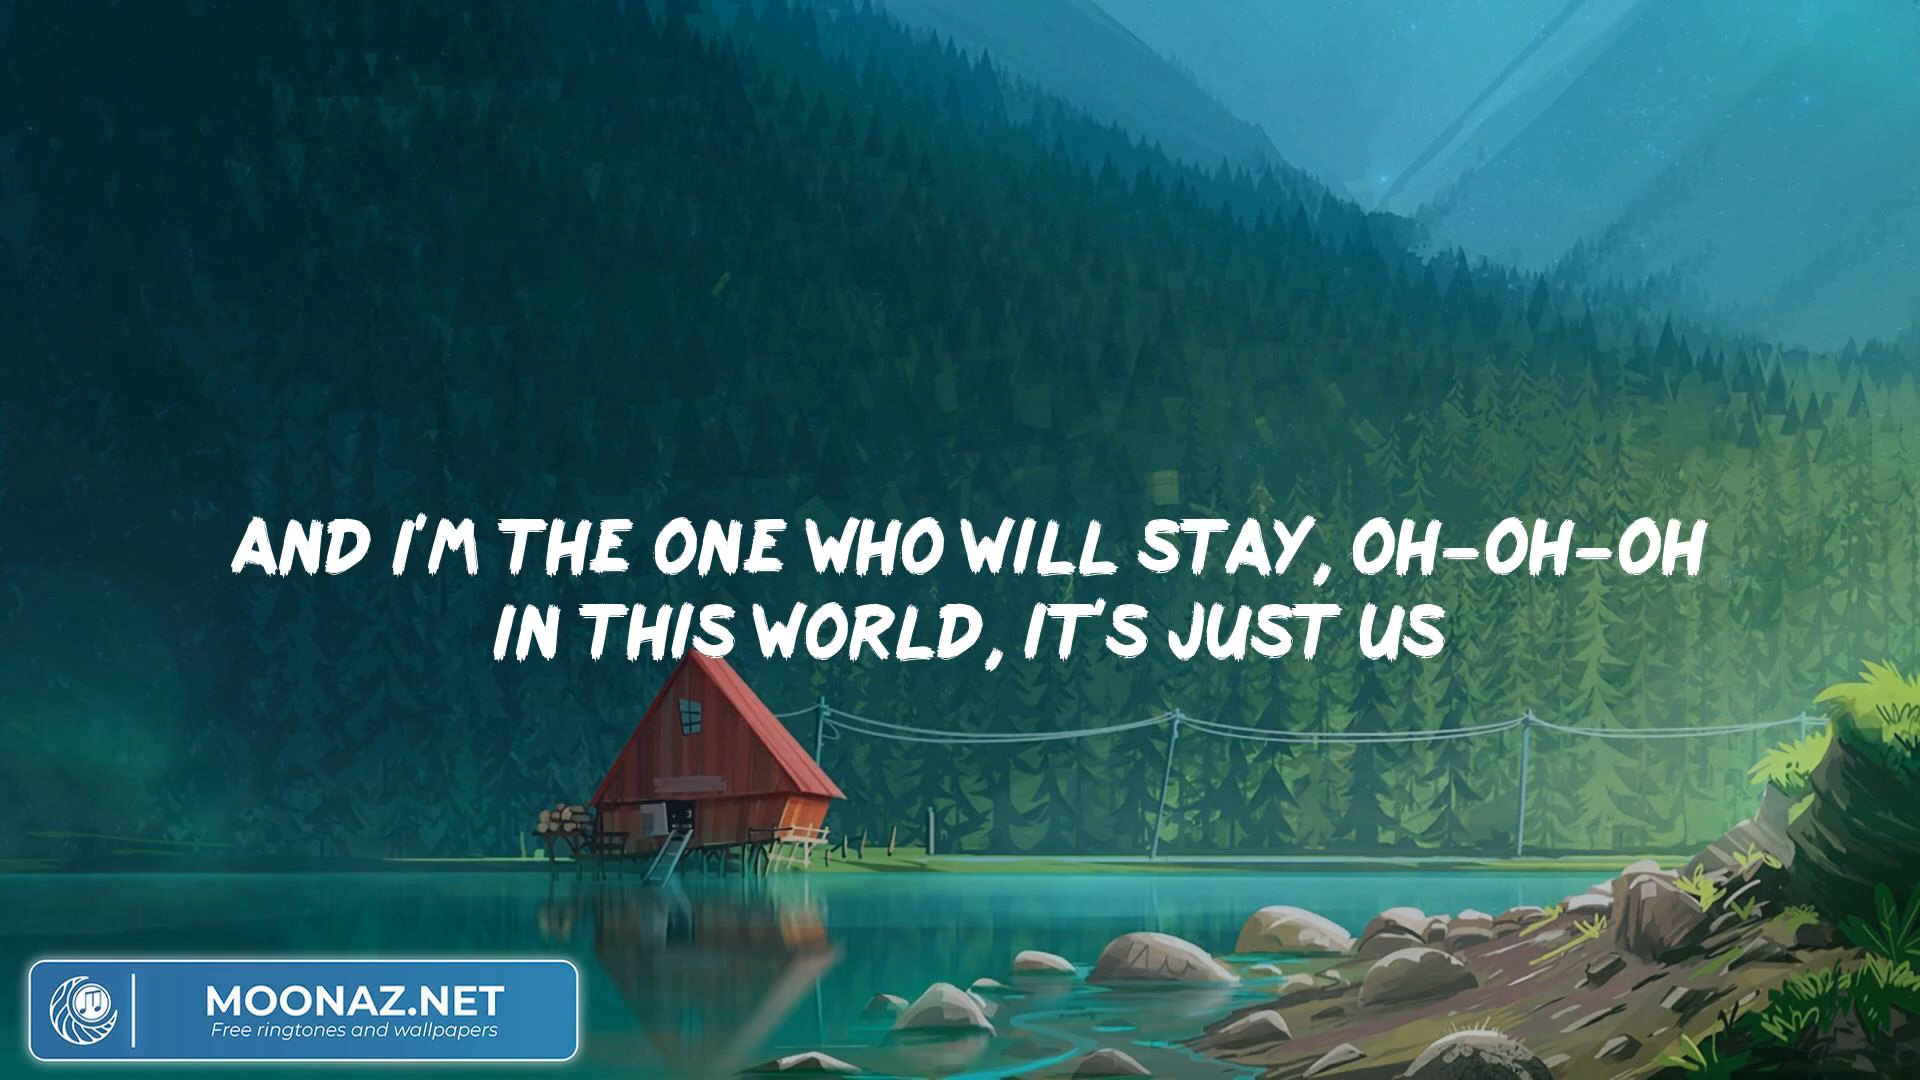 AND I'M THE ONE WHO WILL STAY, OH-OH-OH
IN THIS WORLD, IT'S JUST US
MOONAZ.NET
Free ringtones and wallpapers